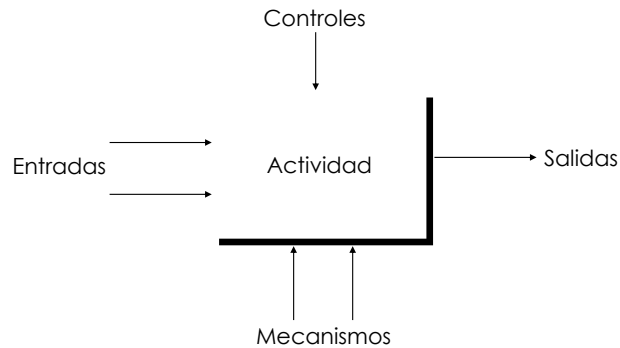 Controles
Entradas
Actividad
Salidas
Mecanismos